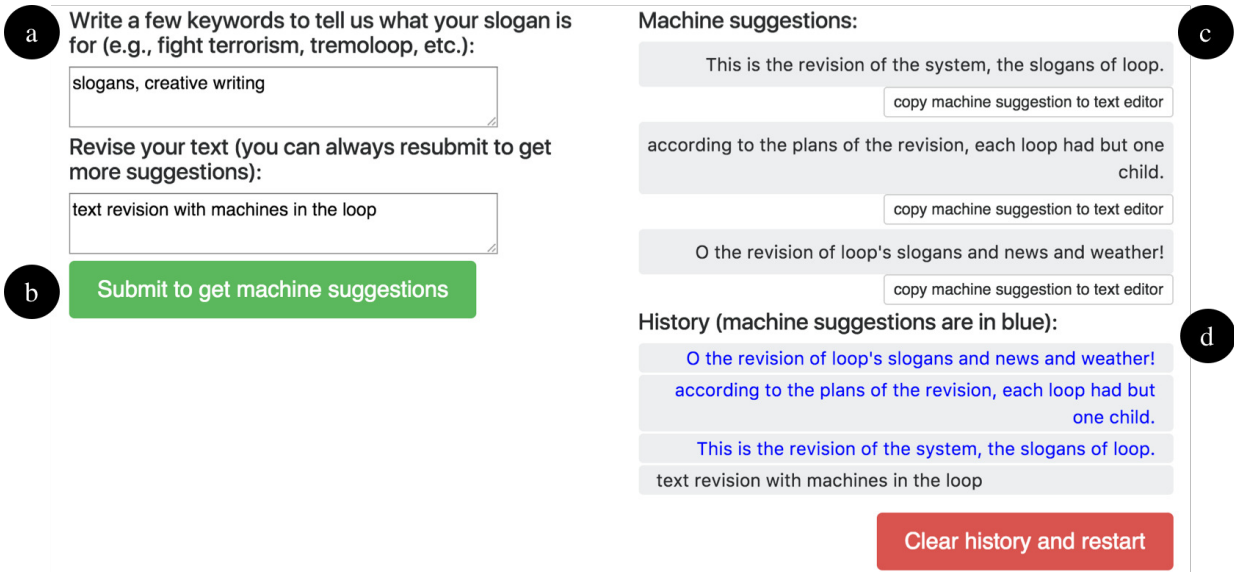 a
Write a few keywords to tell us what your slogan is
for (e.g., fight terrorism, tremoloop, etc.):
slogans, creative writing
Revise your text (you can always resubmit to get
more suggestions):
text revision with machines in the loop
b
Submit to get machine suggestions
Machine suggestions:
c
This is the revision of the system, the slogans of loop.
copy machine suggestion to text editor
according to the plans of the revision, each loop had but one
child.
copy machine suggestion to text editor
O the revision of loop's slogans and news and weather!
copy machine suggestion to text editor
History (machine suggestions are in blue):
d
O the revision of loop's slogans and news and weather!
according to the plans of the revision, each loop had but
one child.
This is the revision of the system, the slogans of loop.
text revision with machines in the loop
Clear history and restart